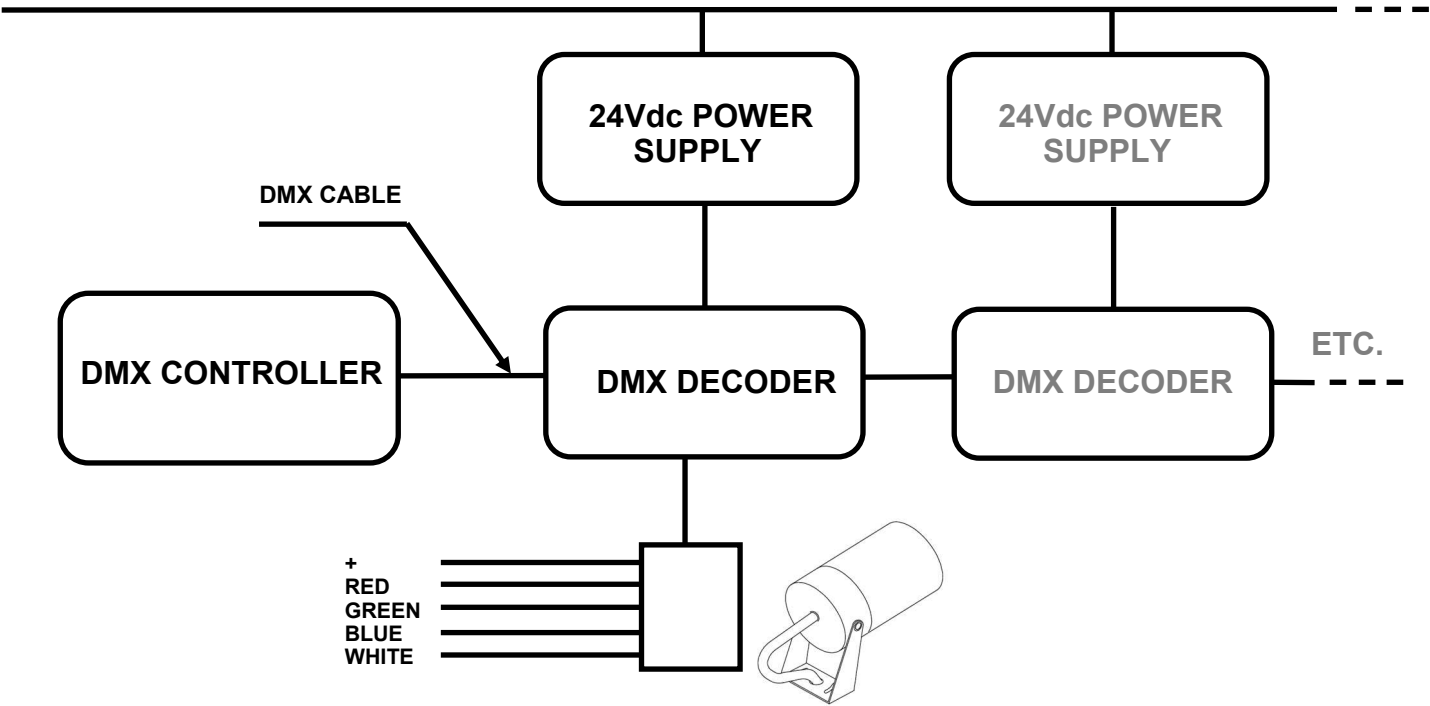 24Vdc POWER
SUPPLY
24Vdc POWER
SUPPLY
DMX CABLE
DMX CONTROLLER
DMX DECODER
DMX DECODER
ETC.
+
RED
GREEN
BLUE
WHITE